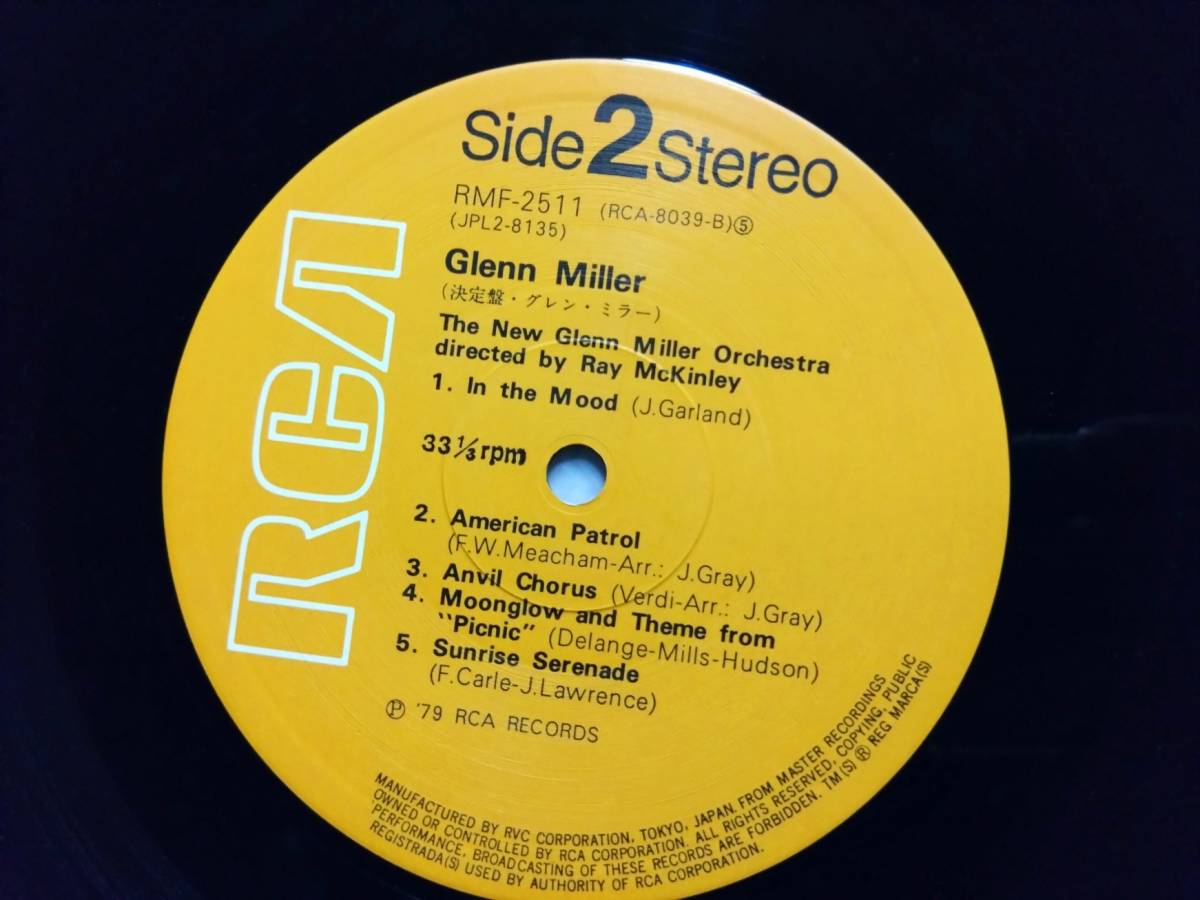 RCA
Side 2 Stereo
RMF-2511 (RCA-8039-B)⑤
(JPL2-8135)
Glenn Miller
(決定盤・グレン・ミラー)
The New Glenn Miller Orchestra
directed by Ray McKinley
1. In the Mood (J.Garland)
33 1/3 rpm
2. American Patrol
(F.W.Meacham-Arr.: J.Gray)
3. Anvil Chorus (Verdi-Arr.: J.Gray)
4. Moonglow and Theme from
"Picnic" (Delange-Mills-Hudson)
5. Sunrise Serenade
(F.Carle-J.Lawrence)
Ⓟ '79 RCA RECORDS
MANUFACTURED BY RVC CORPORATION, TOKYO, JAPAN. FROM MASTER RECORDINGS
OWNED OR CONTROLLED BY RCA CORPORATION. ALL RIGHTS RESERVED, COPYING, PUBLIC
PERFORMANCE, BROADCASTING OF THESE RECORDS ARE FORBIDDEN. TM(S) ® REG MARCA(S)
REGISTRADA(S) USED BY AUTHORITY OF RCA CORPORATION.